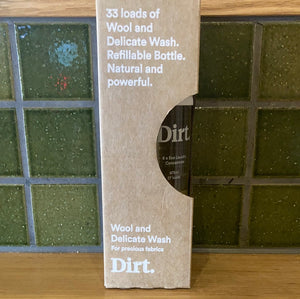 33 loads of
Wool and
Delicate Wash.
Refillable Bottle.
Natural and
powerful.
Dirt.
Wool and
Delicate Wash
For precious fabrics
Dirt.